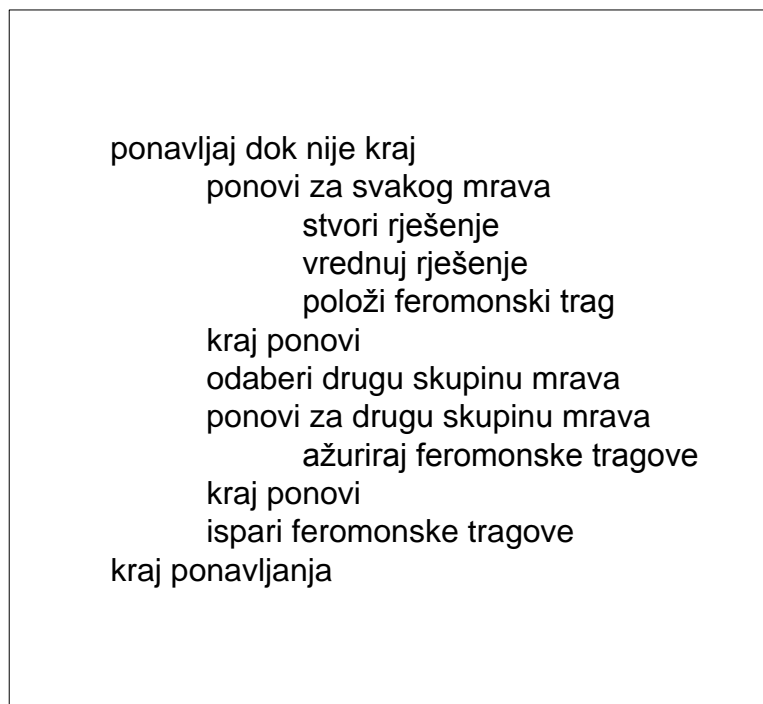 ponavljaj dok nije kraj
ponovi za svakog mrava
stvori rješenje
vrednuj rješenje
položi feromonski trag
kraj ponovi
odaberi drugu skupinu mrava
ponovi za drugu skupinu mrava
ažuriraj feromonske tragove
kraj ponovi
ispari feromonske tragove
kraj ponavljanja